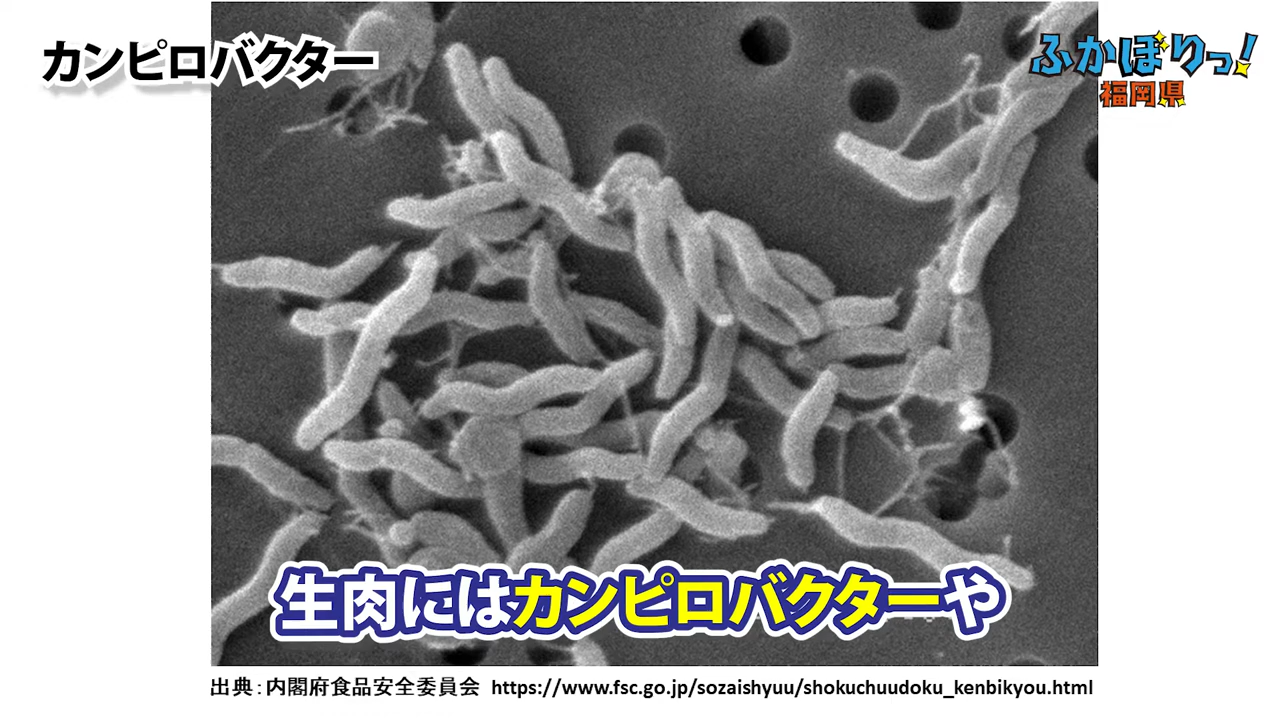 カンピロバクター
ふかぼりっ!
福岡県
生肉にはカンピロバクターや
出典：内閣府食品安全委員会 https://www.fsc.go.jp/sozaishyuu/shokuchuudoku_kenbikyou.html